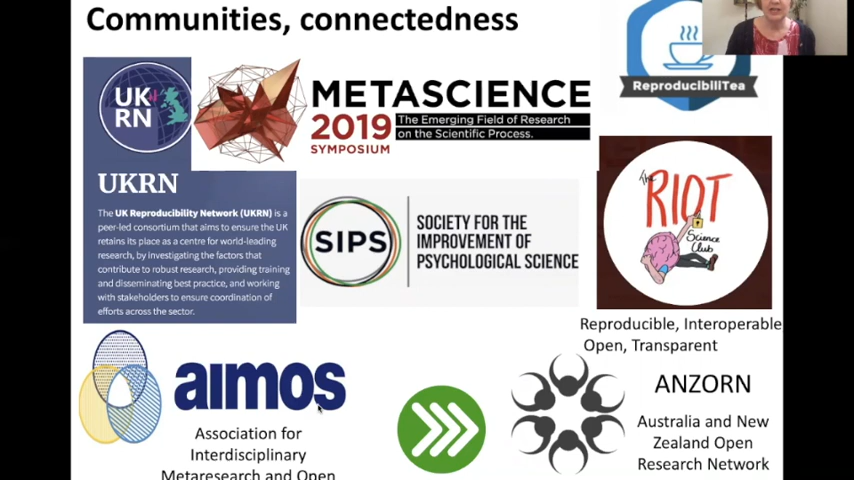 Communities, connectedness
UK
RN
METASCIENCE
2019
SYMPOSIUM
The Emerging Field of Research
on the Scientific Process.
ReproducibiliTea
UKRN
The UK Reproducibility Network (UKRN) is a
peer-led consortium that aims to ensure the UK
retains its place as a centre for world-leading
research, by investigating the factors that
contribute to robust research, providing training
and disseminating best practice, and working
with stakeholders to ensure coordination of
efforts across the sector.
SIPS
SOCIETY FOR THE
IMPROVEMENT OF
PSYCHOLOGICAL SCIENCE
The
RIOT
Science
Club
Reproducible, Interoperable
Open, Transparent
aimos
Association for
Interdisciplinary
Metaresearch and Open
ANZORN
Australia and New
Zealand Open
Research Network